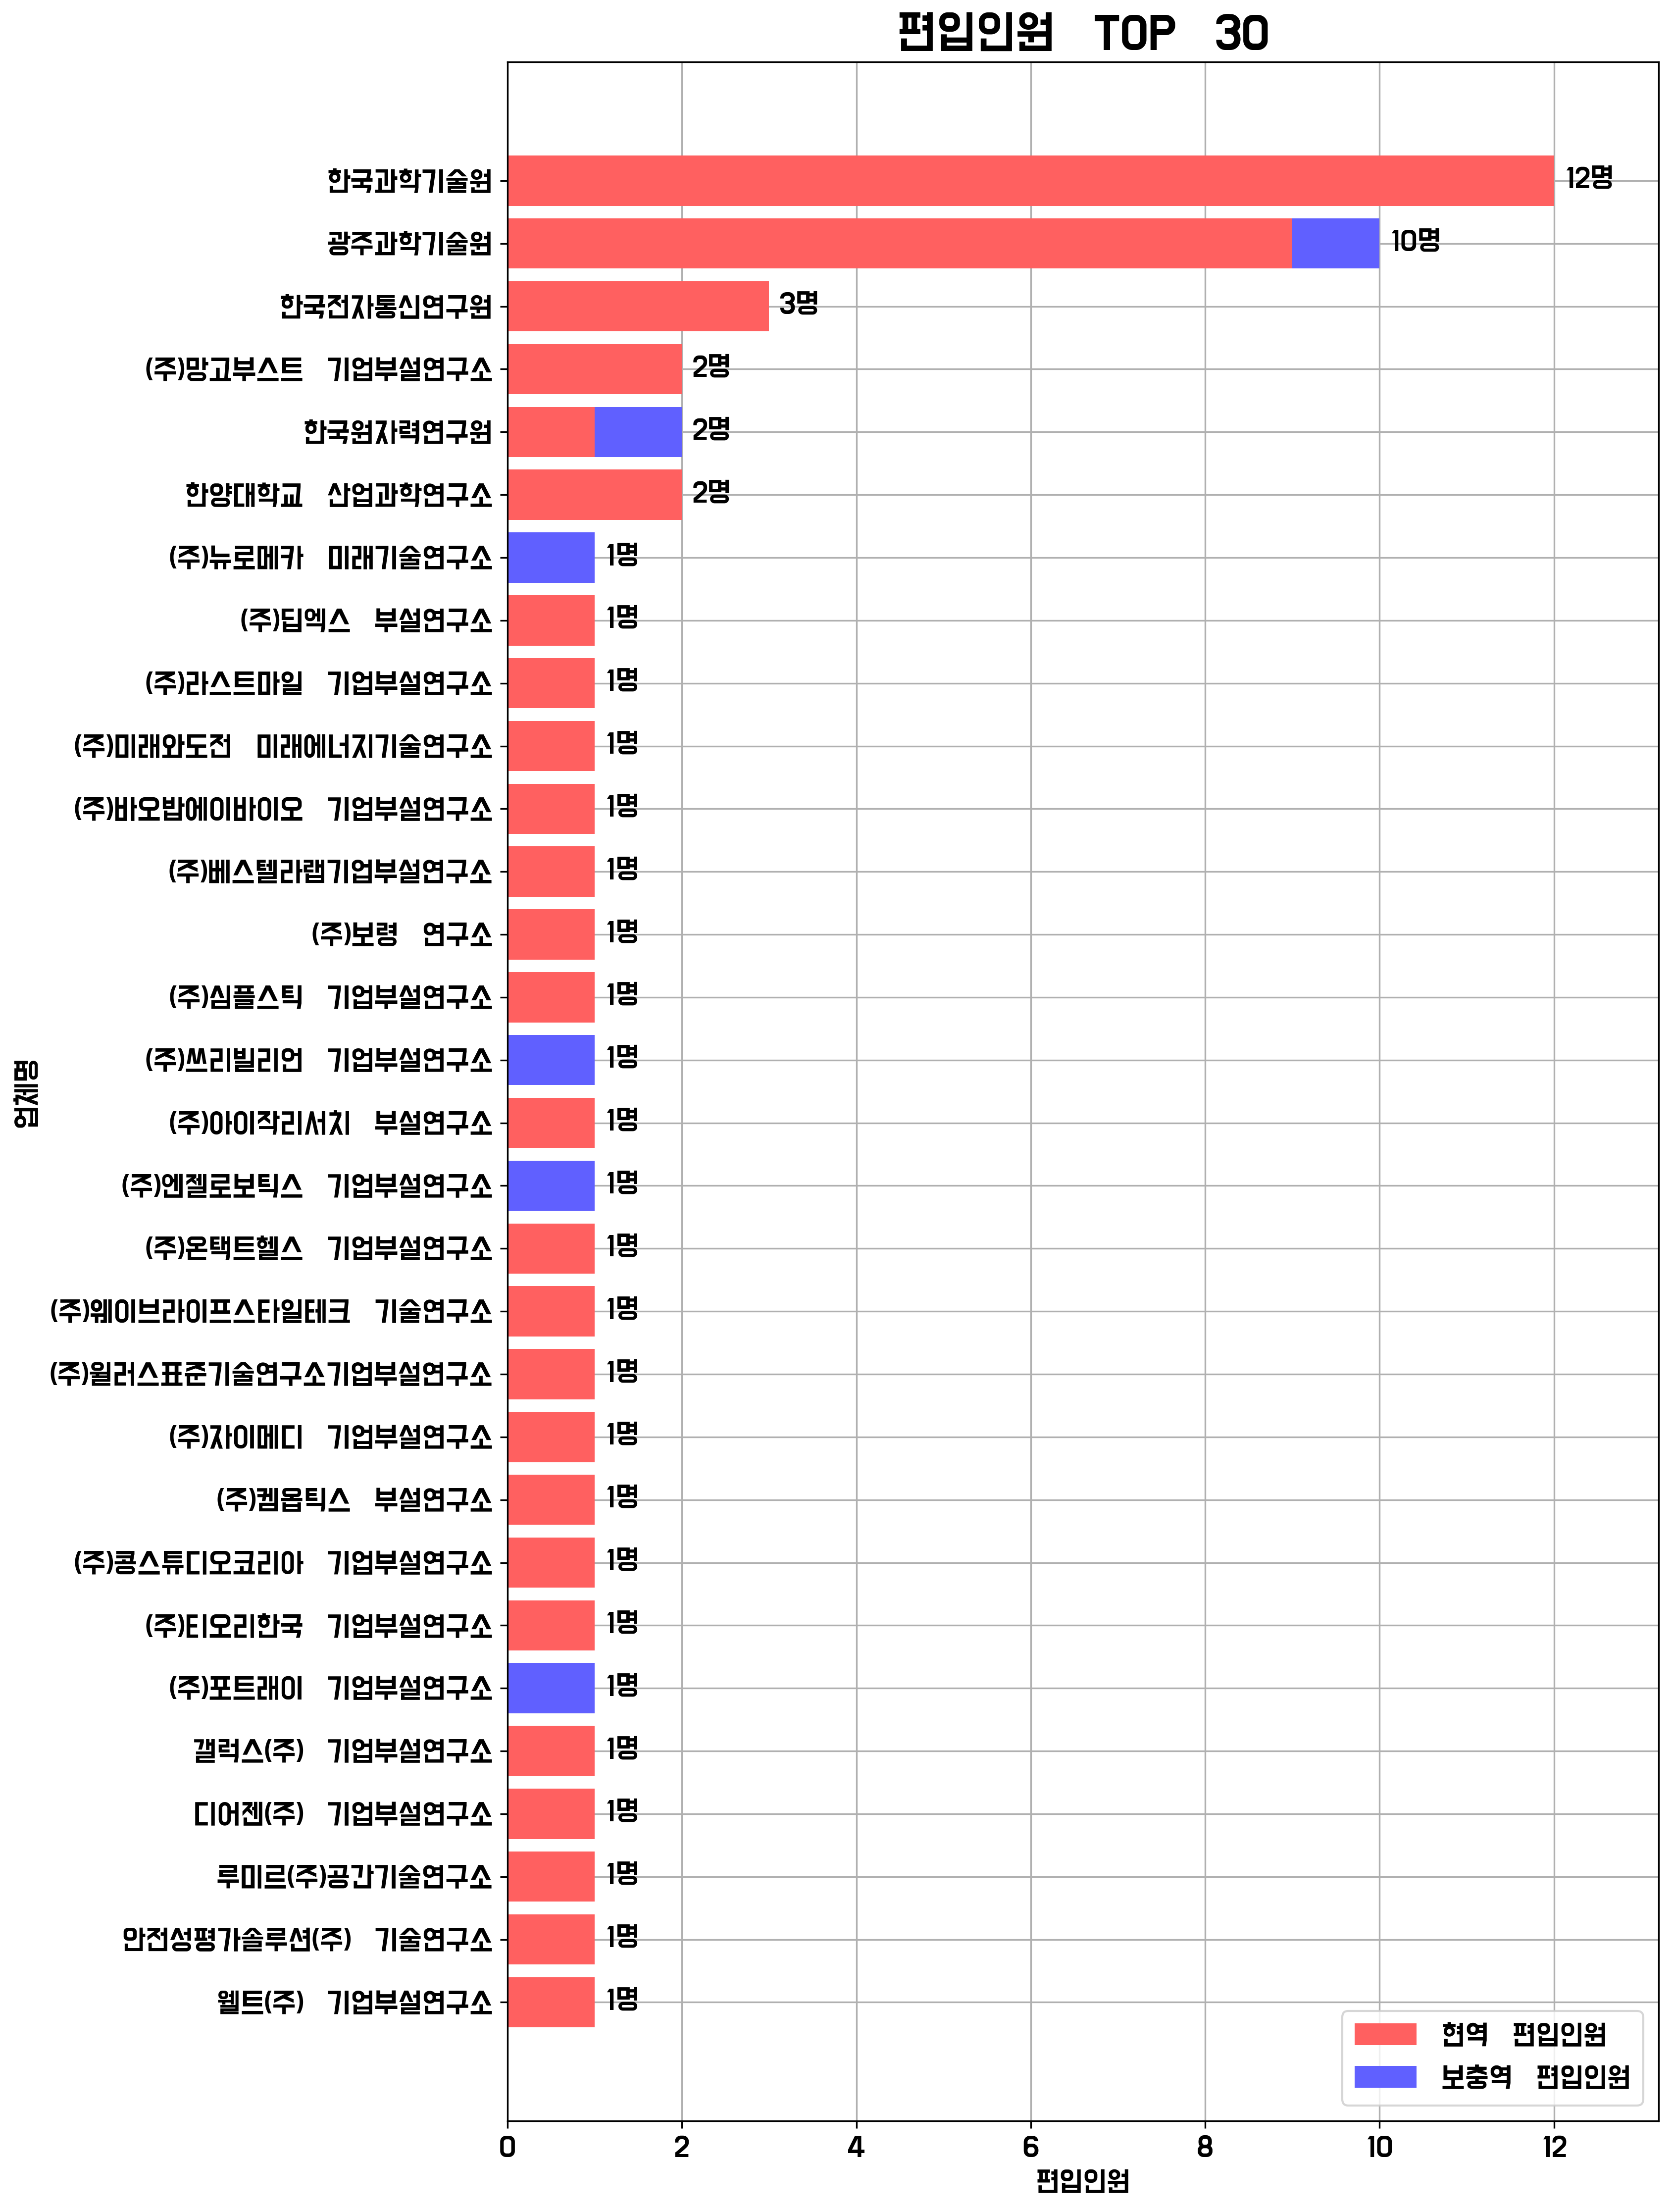 편입인원 TOP 30
한국과학기술원 12명
광주과학기술원 10명
한국전자통신연구원 3명
(주)망고부스트 기업부설연구소 2명
한국원자력연구원 2명
한양대학교 산업과학연구소 2명
(주)뉴로메카 미래기술연구소 1명
(주)딥엑스 부설연구소 1명
(주)라스트마일 기업부설연구소 1명
(주)미래와도전 미래에너지기술연구소 1명
(주)바오밥에이바이오 기업부설연구소 1명
(주)베스텔라랩기업부설연구소 1명
(주)보령 연구소 1명
(주)심플스틱 기업부설연구소 1명
(주)쓰리빌리언 기업부설연구소 1명
(주)아이작리서치 부설연구소 1명
(주)엔젤로보틱스 기업부설연구소 1명
(주)온택트헬스 기업부설연구소 1명
(주)웨이브라이프스타일테크 기술연구소 1명
(주)윌러스표준기술연구소기업부설연구소 1명
(주)자이메디 기업부설연구소 1명
(주)켐옵틱스 부설연구소 1명
(주)콩스튜디오코리아 기업부설연구소 1명
(주)티오리한국 기업부설연구소 1명
(주)포트래이 기업부설연구소 1명
갤럭스(주) 기업부설연구소 1명
디어젠(주) 기업부설연구소 1명
루미르(주)공간기술연구소 1명
안전성평가솔루션(주) 기술연구소 1명
웰트(주) 기업부설연구소 1명
업체명
현역 편입인원
보충역 편입인원
0 2 4 6 8 10 12
편입인원